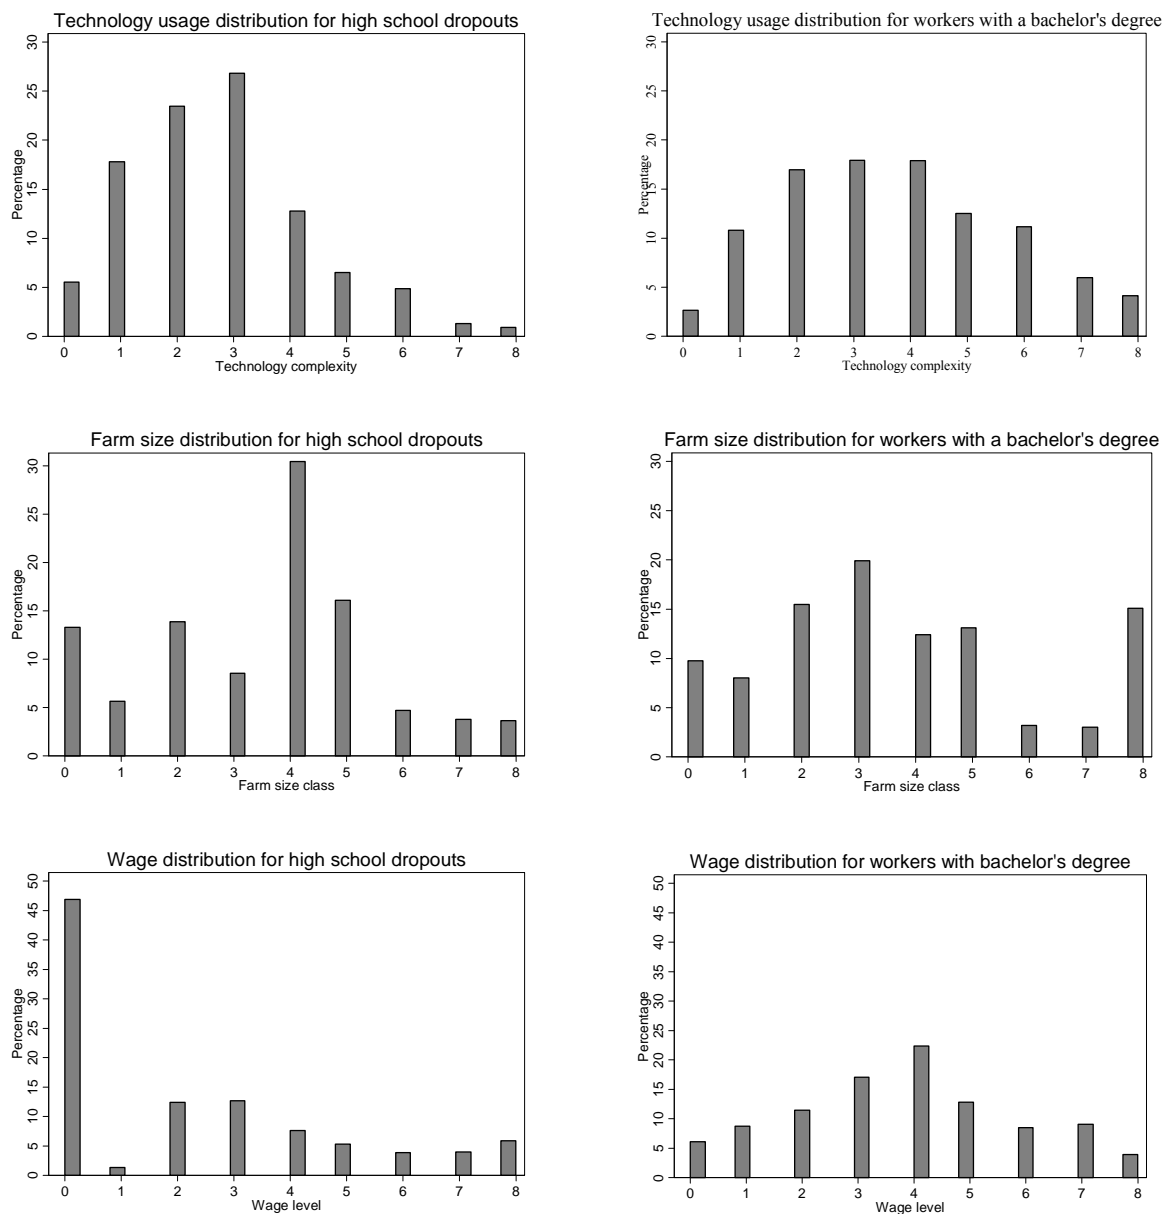 Technology usage distribution for high school dropouts
30
25
20
15
10
5
0
Percentage
0 1 2 3 4 5 6 7 8
Technology complexity
Technology usage distribution for workers with a bachelor's degree
30
25
20
15
10
5
0
Percentage
0 1 2 3 4 5 6 7 8
Technology complexity
Farm size distribution for high school dropouts
30
25
20
15
10
5
0
Percentage
0 1 2 3 4 5 6 7 8
Farm size class
Farm size distribution for workers with a bachelor's degree
30
25
20
15
10
5
0
Percentage
0 1 2 3 4 5 6 7 8
Farm size class
Wage distribution for high school dropouts
50
45
40
35
30
25
20
15
10
5
0
Percentage
0 1 2 3 4 5 6 7 8
Wage level
Wage distribution for workers with bachelor's degree
50
45
40
35
30
25
20
15
10
5
0
Percentage
0 1 2 3 4 5 6 7 8
Wage level